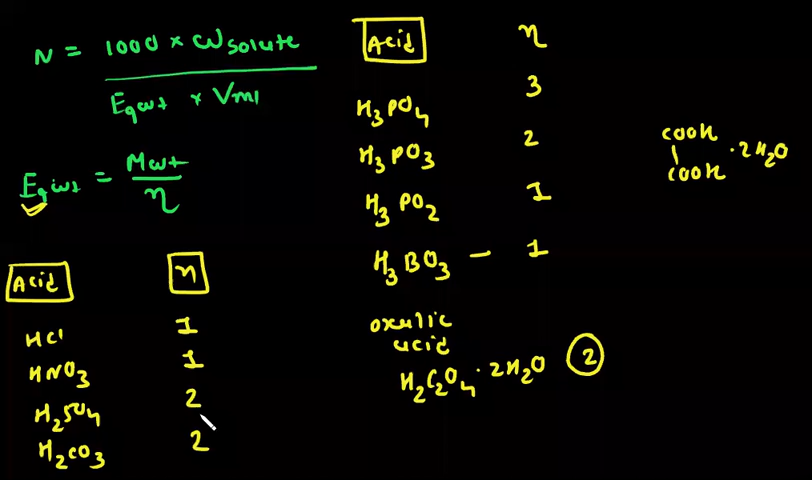 N = 1000 × Wsolute / Eqwt × Vml
Eqwt = Mwt / η
Acid η
HCl 1
HNO3 1
H2SO4 2
H2CO3 2
Acid η
H3PO4 3
H3PO3 2
H3PO2 1
H3BO3 – 1
oxulic
acid
H2C2O4 · 2H2O 2
COOH
COOH · 2H2O